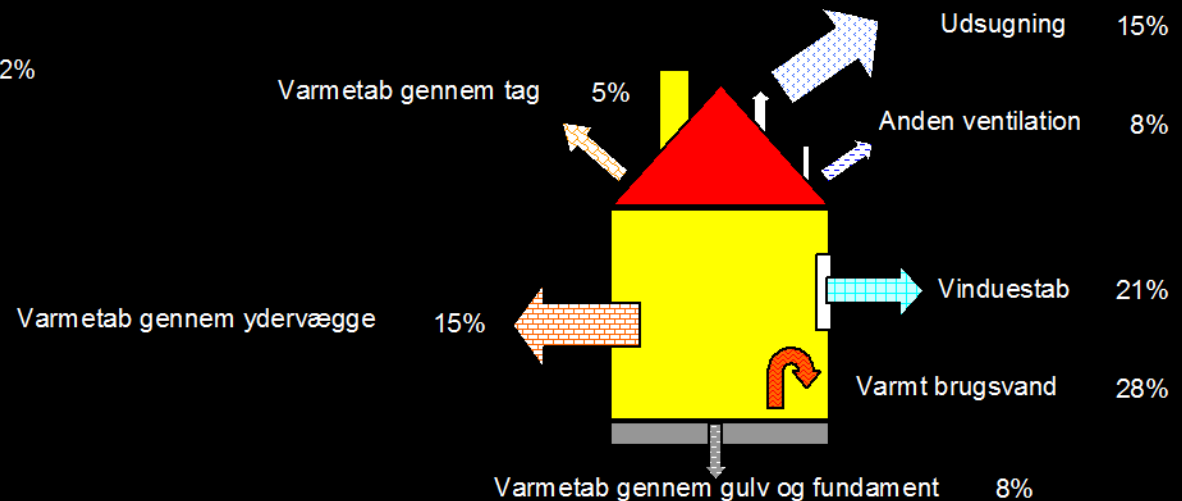 Udsugning 15%
2%
Varmetab gennem tag 5%
Anden ventilation 8%
Vinduestab 21%
Varmetab gennem ydervægge 15%
Varmt brugsvand 28%
Varmetab gennem gulv og fundament 8%